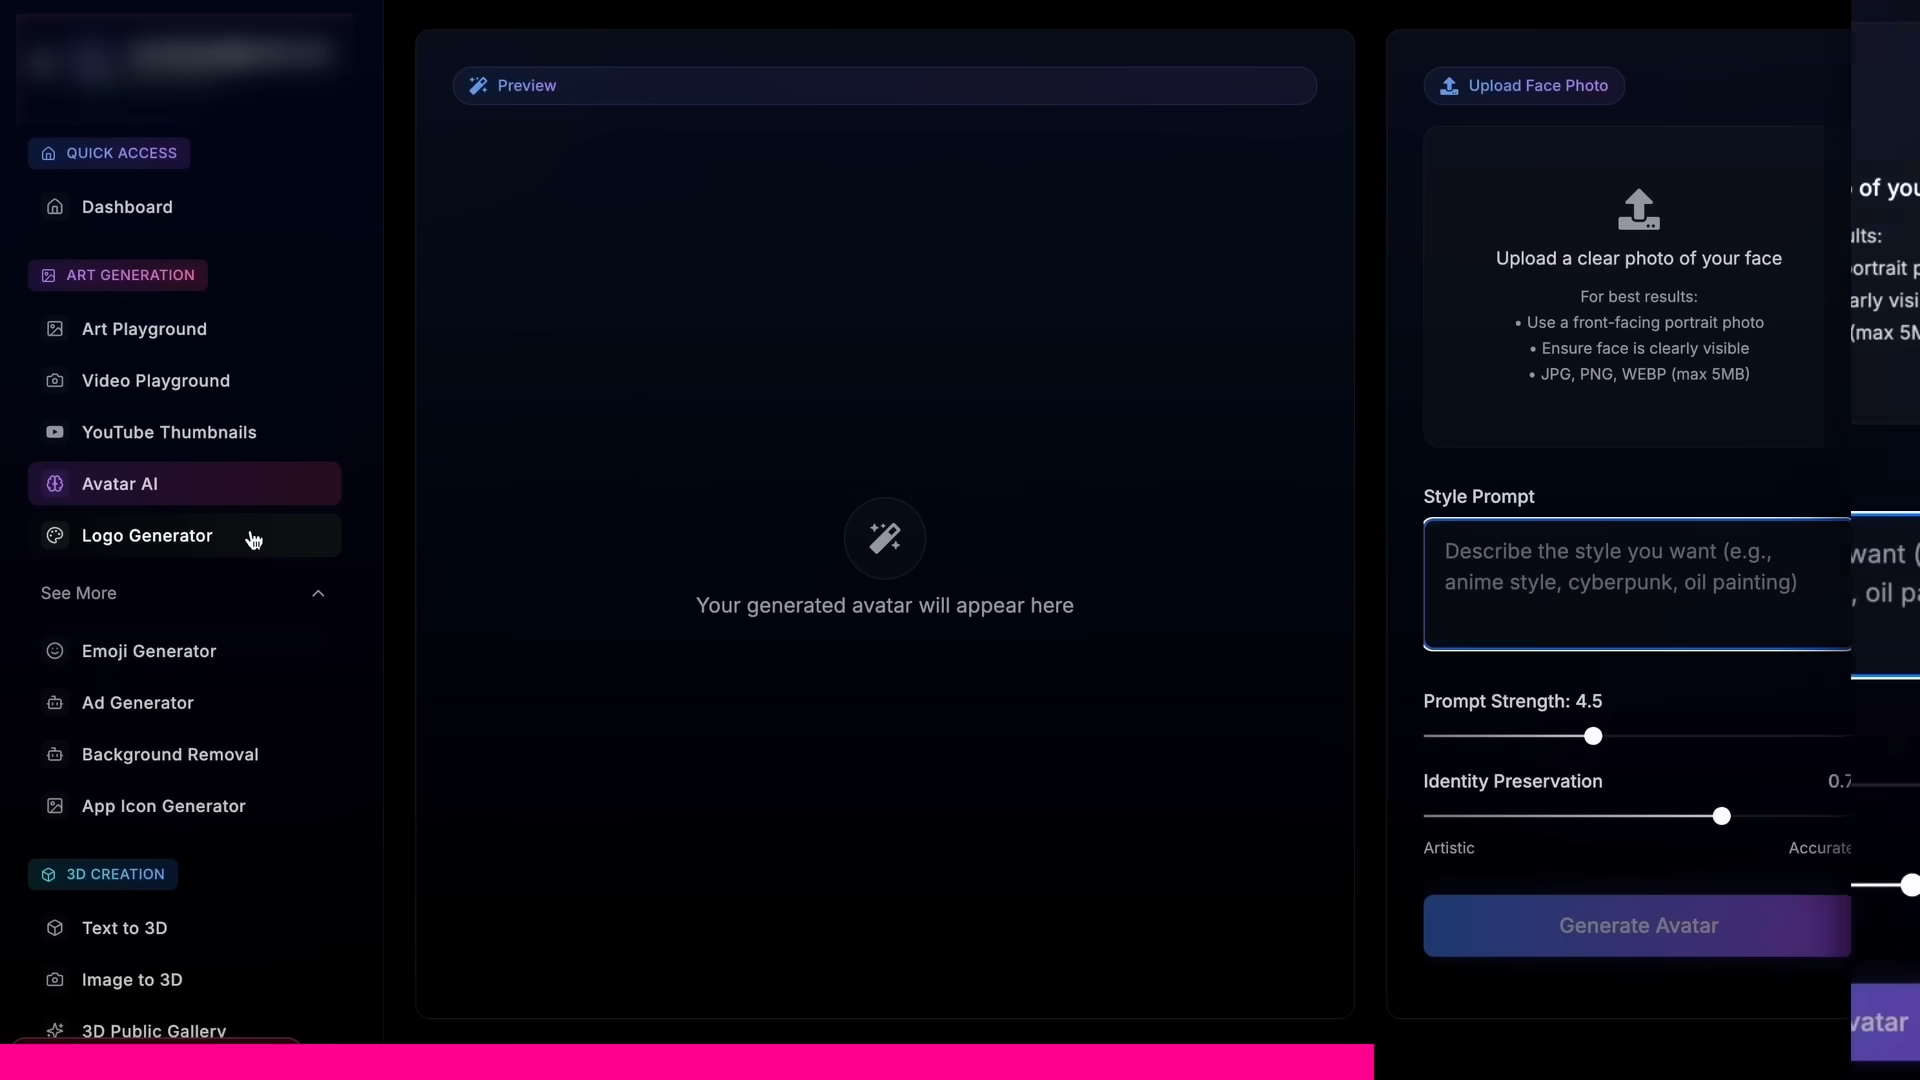 QUICK ACCESS
Dashboard
ART GENERATION
Art Playground
Video Playground
YouTube Thumbnails
Avatar AI
Logo Generator
See More
Emoji Generator
Ad Generator
Background Removal
App Icon Generator
3D CREATION
Text to 3D
Image to 3D
3D Public Gallery
Preview
Your generated avatar will appear here
Upload Face Photo
Upload a clear photo of your face
For best results:
• Use a front-facing portrait photo
• Ensure face is clearly visible
• JPG, PNG, WEBP (max 5MB)
Style Prompt
Describe the style you want (e.g.,
anime style, cyberpunk, oil painting)
Prompt Strength: 4.5
Identity Preservation
Artistic
Accurate
Generate Avatar